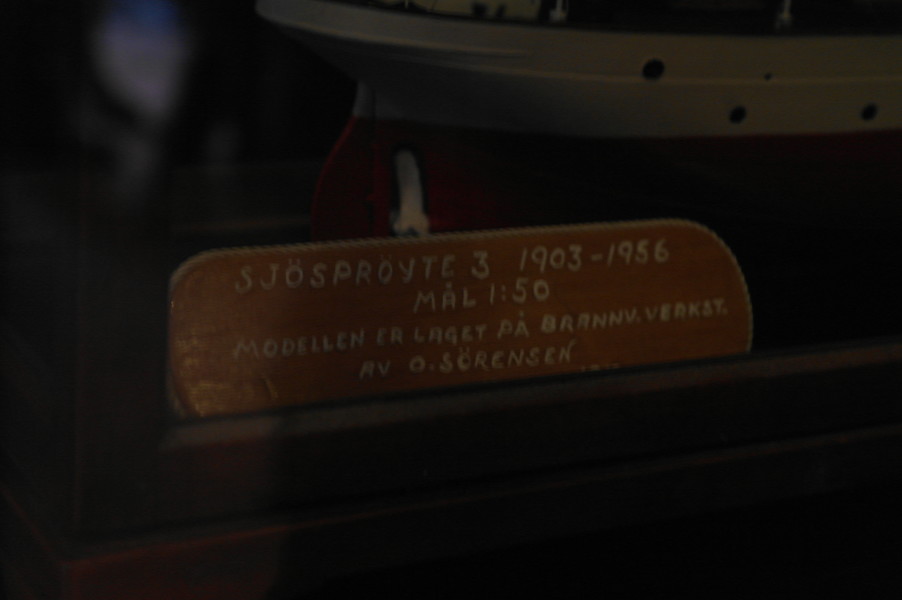 SJÖSPRÖYTE 3 1903-1956
MÅL 1:50
MODELLEN ER LAGET PÅ BRANNV. VERKST.
AV O. SÖRENSEN